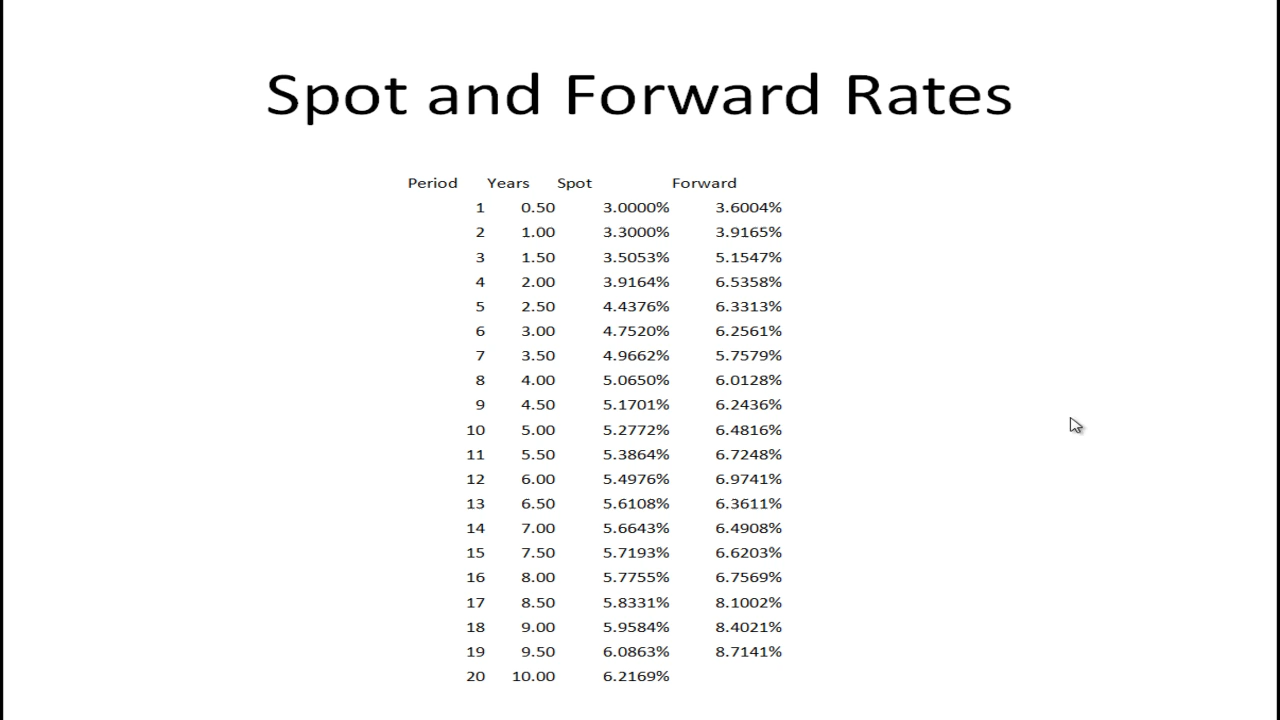 Spot and Forward Rates
Period Years Spot Forward
1 0.50 3.0000% 3.6004%
2 1.00 3.3000% 3.9165%
3 1.50 3.5053% 5.1547%
4 2.00 3.9164% 6.5358%
5 2.50 4.4376% 6.3313%
6 3.00 4.7520% 6.2561%
7 3.50 4.9662% 5.7579%
8 4.00 5.0650% 6.0128%
9 4.50 5.1701% 6.2436%
10 5.00 5.2772% 6.4816%
11 5.50 5.3864% 6.7248%
12 6.00 5.4976% 6.9741%
13 6.50 5.6108% 6.3611%
14 7.00 5.6643% 6.4908%
15 7.50 5.7193% 6.6203%
16 8.00 5.7755% 6.7569%
17 8.50 5.8331% 8.1002%
18 9.00 5.9584% 8.4021%
19 9.50 6.0863% 8.7141%
20 10.00 6.2169%